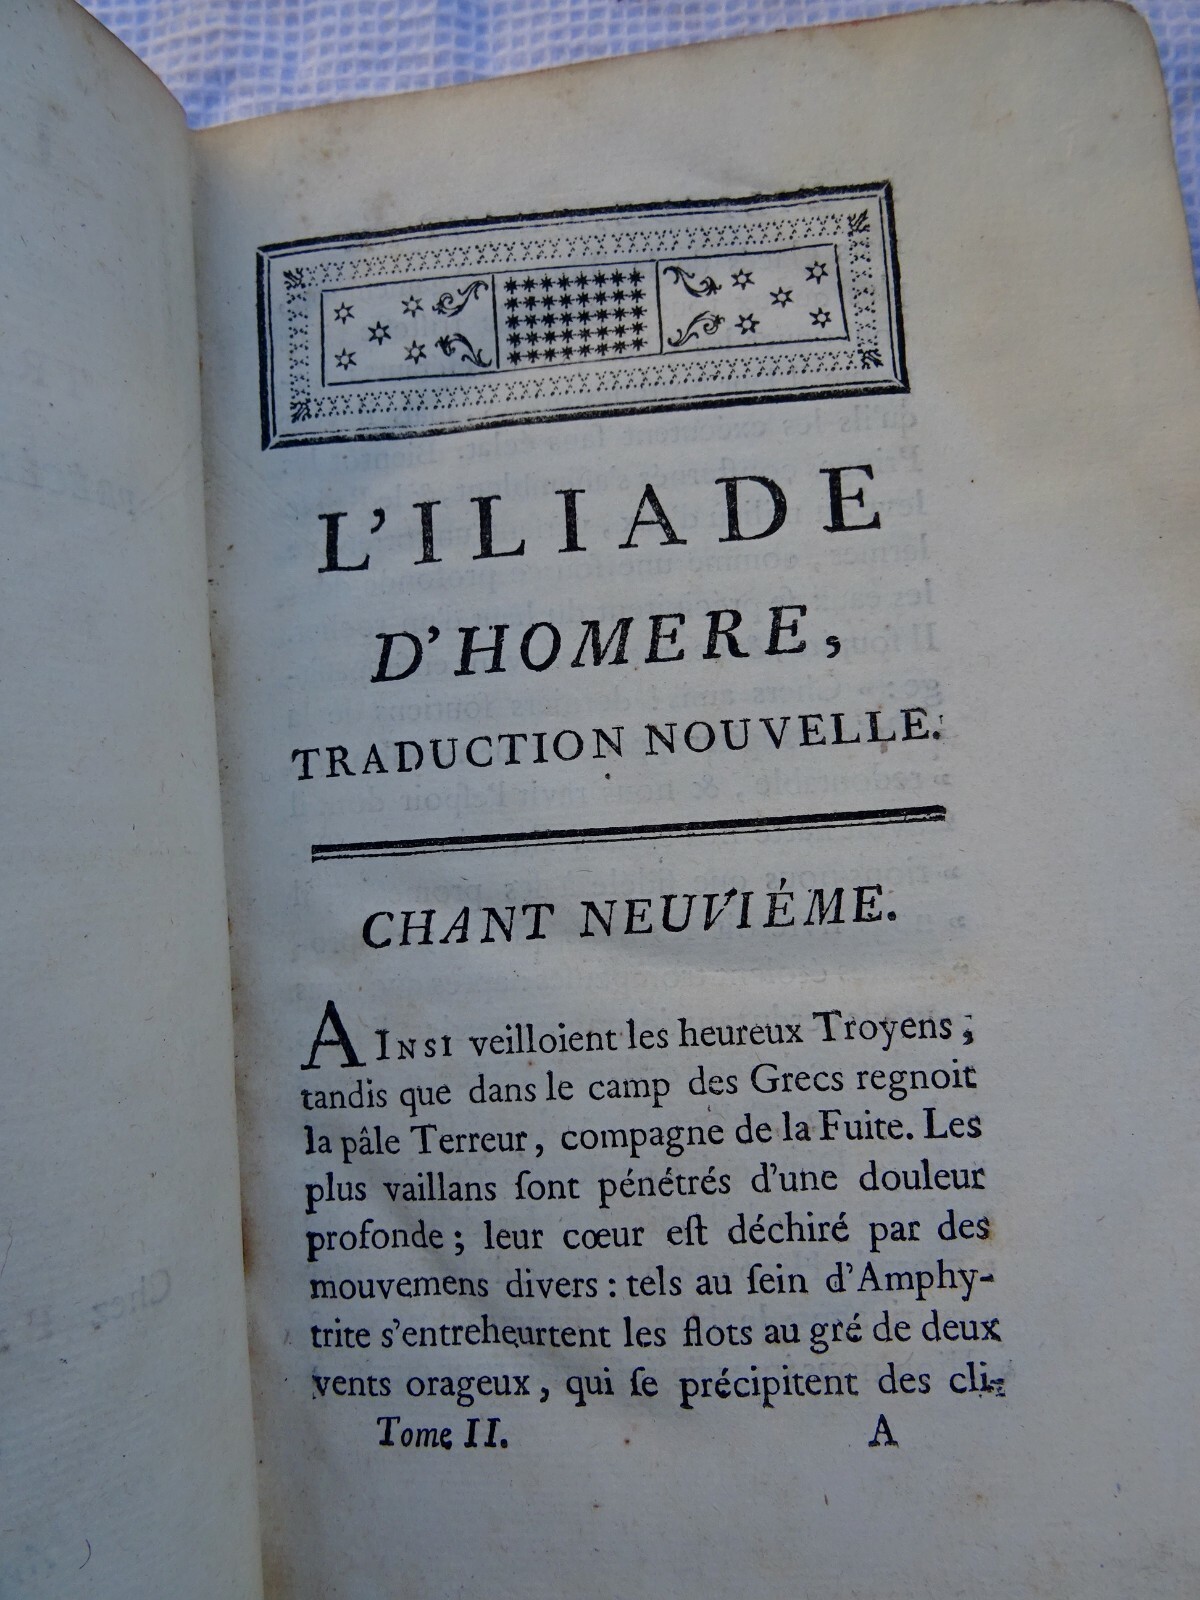 L'ILIADE
D'HOMERE,
TRADUCTION NOUVELLE.
CHANT NEUVIÉME.
AINSI veilloient les heureux Troyens ;
tandis que dans le camp des Grecs regnoit
la pâle Terreur, compagne de la Fuite. Les
plus vaillans ſont pénétrés d'une douleur
profonde ; leur cœur eſt déchiré par des
mouvemens divers : tels au ſein d'Amphy-
trite s'entreheurtent les flots au gré de deux
vents orageux, qui ſe précipitent des cli-
Tome II. A